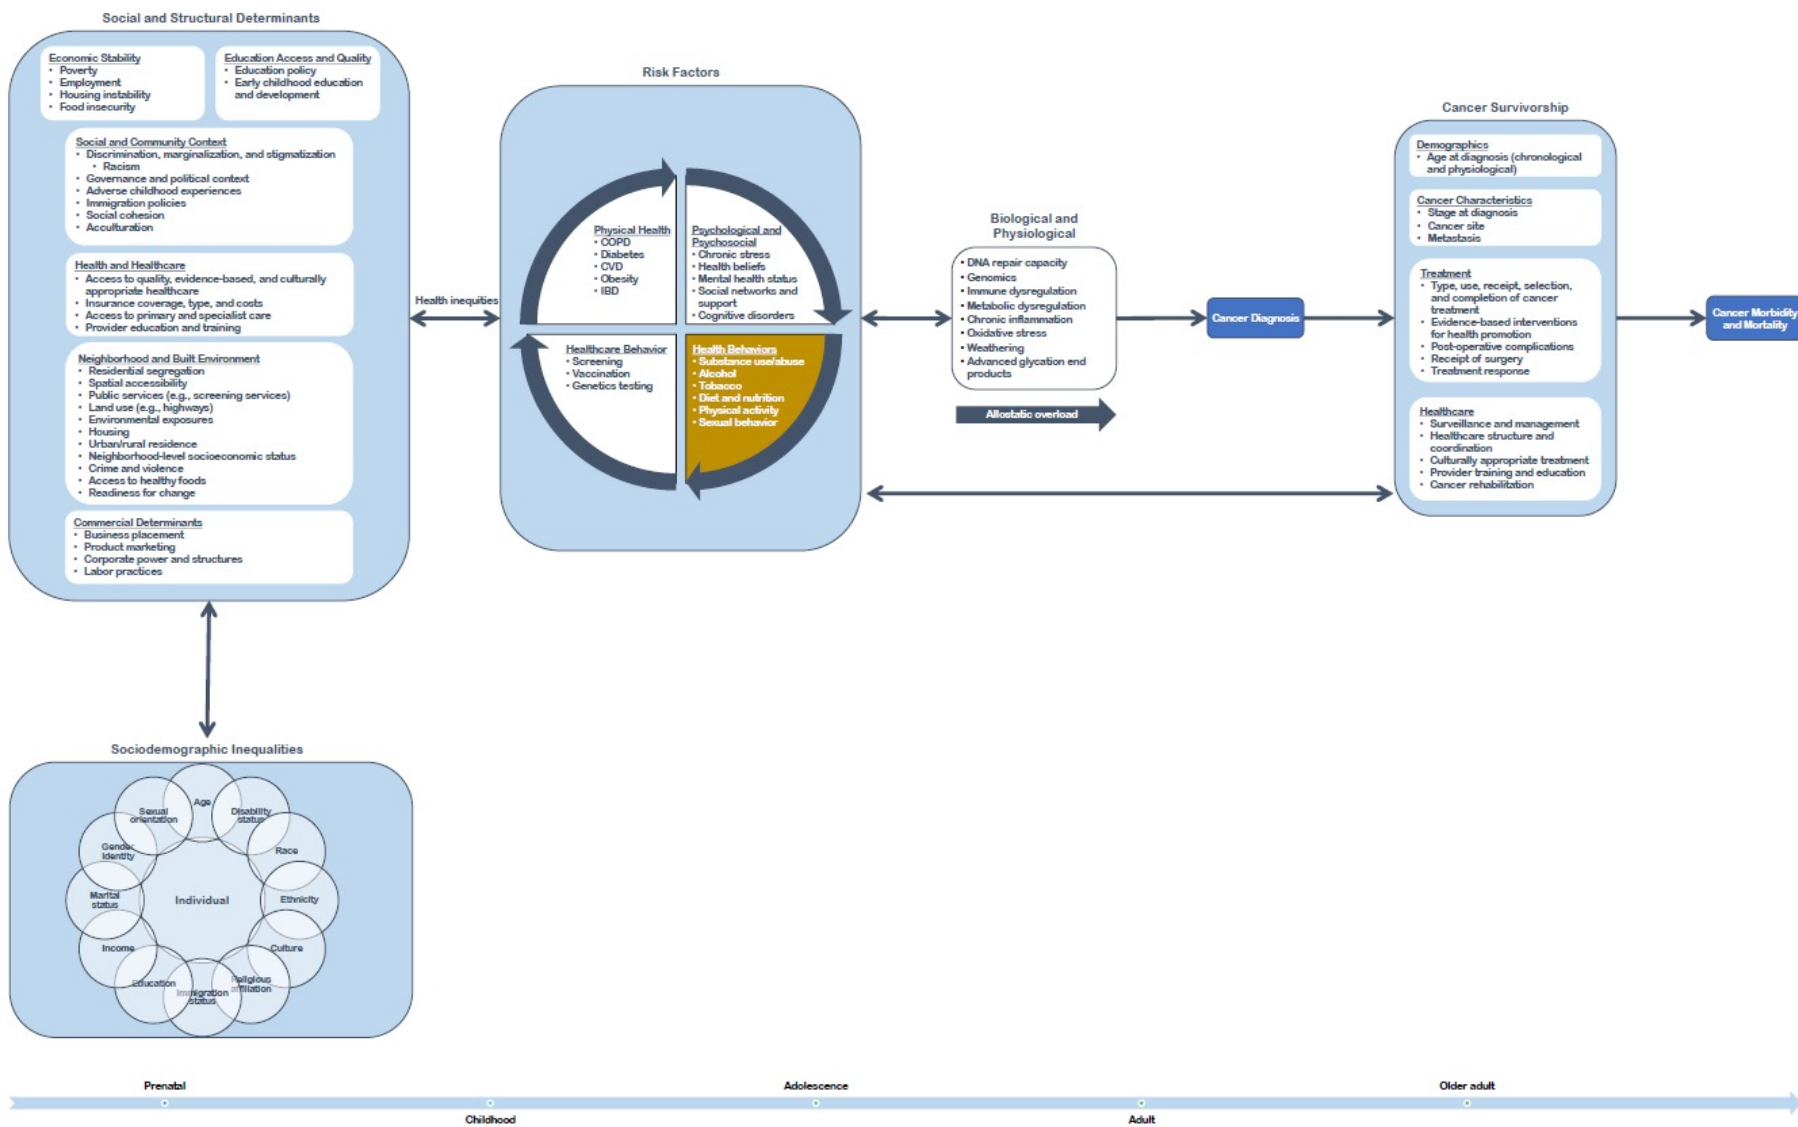 Social and Structural Determinants
Economic Stability
• Poverty
• Employment
• Housing instability
• Food insecurity
Education Access and Quality
• Education policy
• Early childhood education
and development
Social and Community Context
• Discrimination, marginalization, and stigmatization
• Racism
• Governance and political context
• Adverse childhood experiences
• Immigration policies
• Social cohesion
• Acculturation
Health and Healthcare
• Access to quality, evidence-based, and culturally
appropriate healthcare
• Insurance coverage, type, and costs
• Access to primary and specialist care
• Provider education and training
Neighborhood and Built Environment
• Residential segregation
• Spatial accessibility
• Public services (e.g., screening services)
• Land use (e.g., highways)
• Environmental exposures
• Housing
• Urban/rural residence
• Neighborhood-level socioeconomic status
• Crime and violence
• Access to healthy foods
• Readiness for change
Commercial Determinants
• Business placement
• Product marketing
• Corporate power and structures
• Labor practices
Health inequities
Risk Factors
Physical Health
• COPD
• Diabetes
• CVD
• Obesity
• IBD
Psychological and
Psychosocial
• Chronic stress
• Health beliefs
• Mental health status
• Social networks and
support
• Cognitive disorders
Healthcare Behavior
• Screening
• Vaccination
• Genetics testing
Health Behaviors
• Substance use/abuse
• Alcohol
• Tobacco
• Diet and nutrition
• Physical activity
• Sexual behavior
Biological and
Physiological
• DNA repair capacity
• Genomics
• Immune dysregulation
• Metabolic dysregulation
• Chronic inflammation
• Oxidative stress
• Weathering
• Advanced glycation end
products
Allostatic overload
Cancer Diagnosis
Cancer Survivorship
Demographics
• Age at diagnosis (chronological
and physiological)
Cancer Characteristics
• Stage at diagnosis
• Cancer site
• Metastasis
Treatment
• Type, use, receipt, selection,
and completion of cancer
treatment
• Evidence-based interventions
for health promotion
• Post-operative complications
• Receipt of surgery
• Treatment response
Healthcare
• Surveillance and management
• Healthcare structure and
coordination
• Culturally appropriate treatment
• Provider training and education
• Cancer rehabilitation
Cancer Morbidity
and Mortality
Sociodemographic Inequalities
Individual
Age
Disability
status
Race
Ethnicity
Culture
Religious
affiliation
Immigration
status
Education
Income
Marital
status
Gender
Identity
Sexual
orientation
Prenatal
Childhood
Adolescence
Adult
Older adult